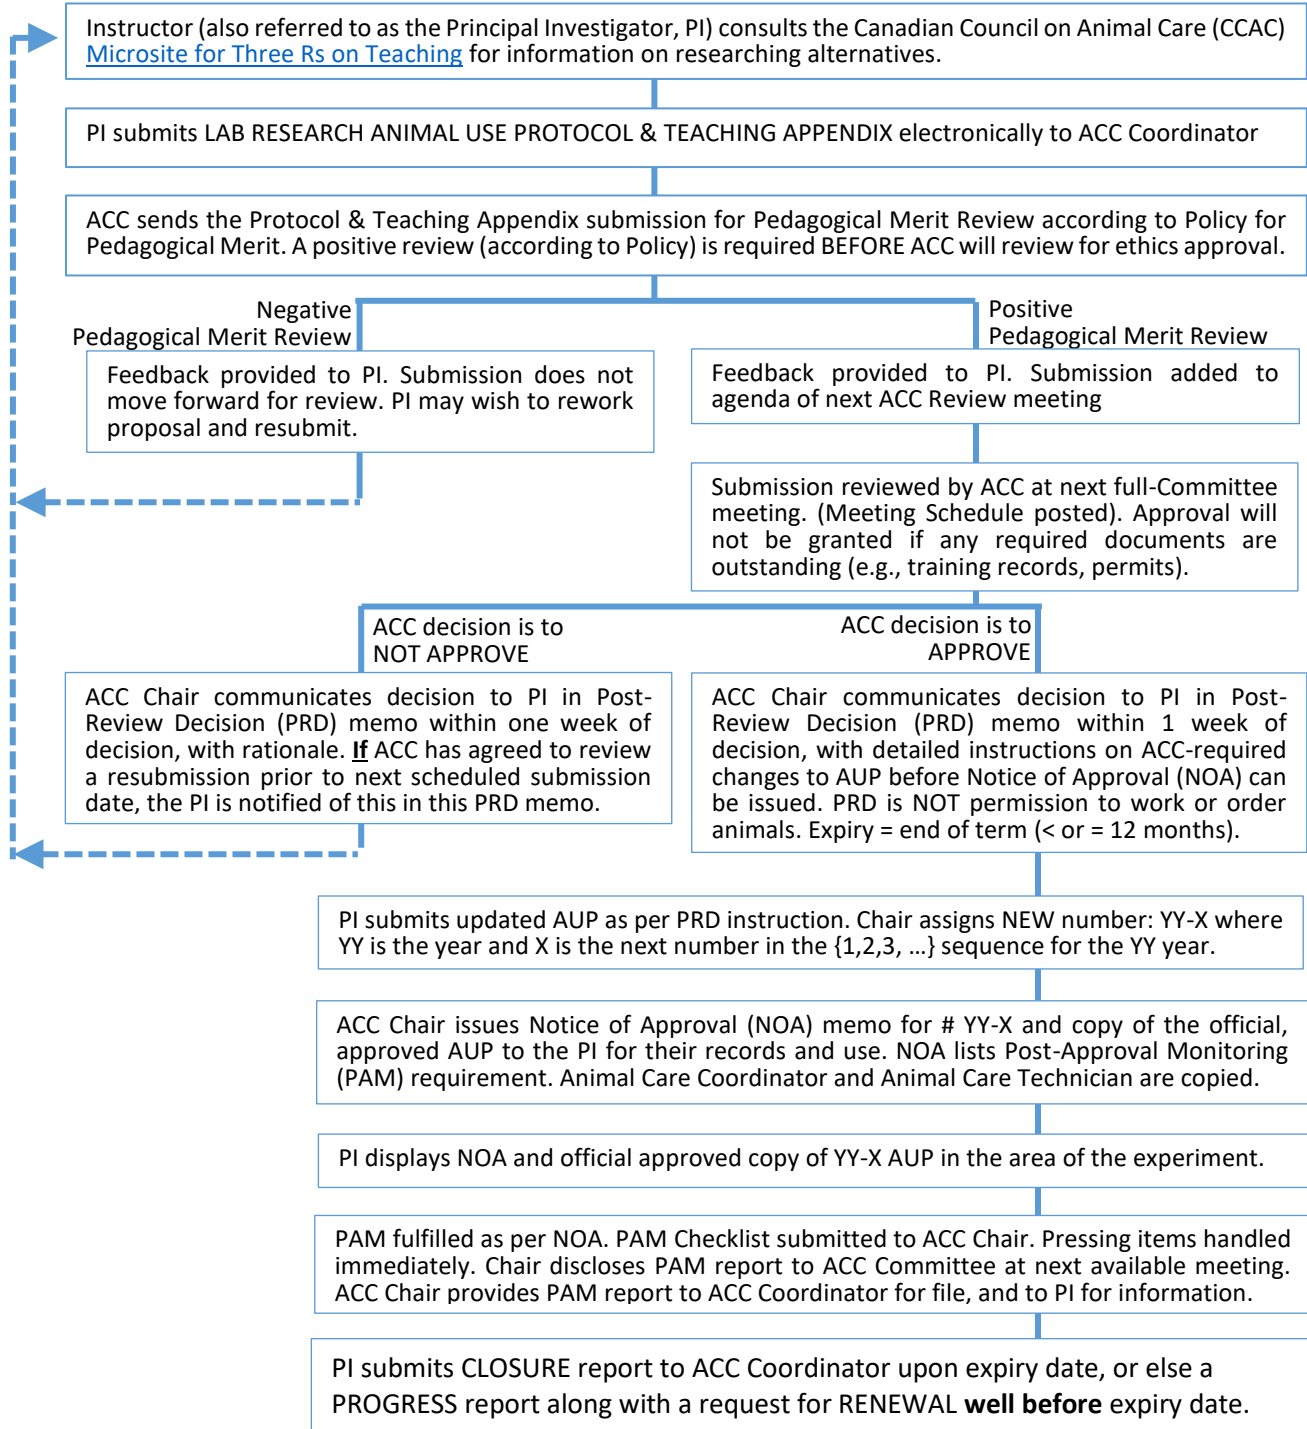 Instructor (also referred to as the Principal Investigator, PI) consults the Canadian Council on Animal Care (CCAC)
Microsite for Three Rs on Teaching for information on researching alternatives.
PI submits LAB RESEARCH ANIMAL USE PROTOCOL & TEACHING APPENDIX electronically to ACC Coordinator
ACC sends the Protocol & Teaching Appendix submission for Pedagogical Merit Review according to Policy for
Pedagogical Merit. A positive review (according to Policy) is required BEFORE ACC will review for ethics approval.
Negative
Pedagogical Merit Review
Positive
Pedagogical Merit Review
Feedback provided to PI. Submission does not
move forward for review. PI may wish to rework
proposal and resubmit.
Feedback provided to PI. Submission added to
agenda of next ACC Review meeting
Submission reviewed by ACC at next full-Committee
meeting. (Meeting Schedule posted). Approval will
not be granted if any required documents are
outstanding (e.g., training records, permits).
ACC decision is to
NOT APPROVE
ACC decision is to
APPROVE
ACC Chair communicates decision to PI in Post-
Review Decision (PRD) memo within one week of
decision, with rationale. If ACC has agreed to review
a resubmission prior to next scheduled submission
date, the PI is notified of this in this PRD memo.
ACC Chair communicates decision to PI in Post-
Review Decision (PRD) memo within 1 week of
decision, with detailed instructions on ACC-required
changes to AUP before Notice of Approval (NOA) can
be issued. PRD is NOT permission to work or order
animals. Expiry = end of term (< or = 12 months).
PI submits updated AUP as per PRD instruction. Chair assigns NEW number: YY-X where
YY is the year and X is the next number in the {1,2,3, …} sequence for the YY year.
ACC Chair issues Notice of Approval (NOA) memo for # YY-X and copy of the official,
approved AUP to the PI for their records and use. NOA lists Post-Approval Monitoring
(PAM) requirement. Animal Care Coordinator and Animal Care Technician are copied.
PI displays NOA and official approved copy of YY-X AUP in the area of the experiment.
PAM fulfilled as per NOA. PAM Checklist submitted to ACC Chair. Pressing items handled
immediately. Chair discloses PAM report to ACC Committee at next available meeting.
ACC Chair provides PAM report to ACC Coordinator for file, and to PI for information.
PI submits CLOSURE report to ACC Coordinator upon expiry date, or else a
PROGRESS report along with a request for RENEWAL well before expiry date.